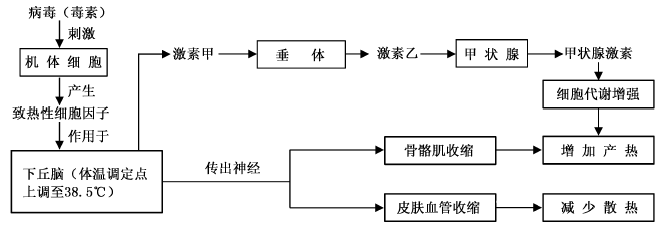 病毒（毒素）
刺激
机体细胞
产生
致热性细胞因子
作用于
下丘脑（体温调定点
上调至38.5℃）
激素甲
垂体
激素乙
甲状腺
甲状腺激素
细胞代谢增强
传出神经
骨骼肌收缩
增加产热
皮肤血管收缩
减少散热